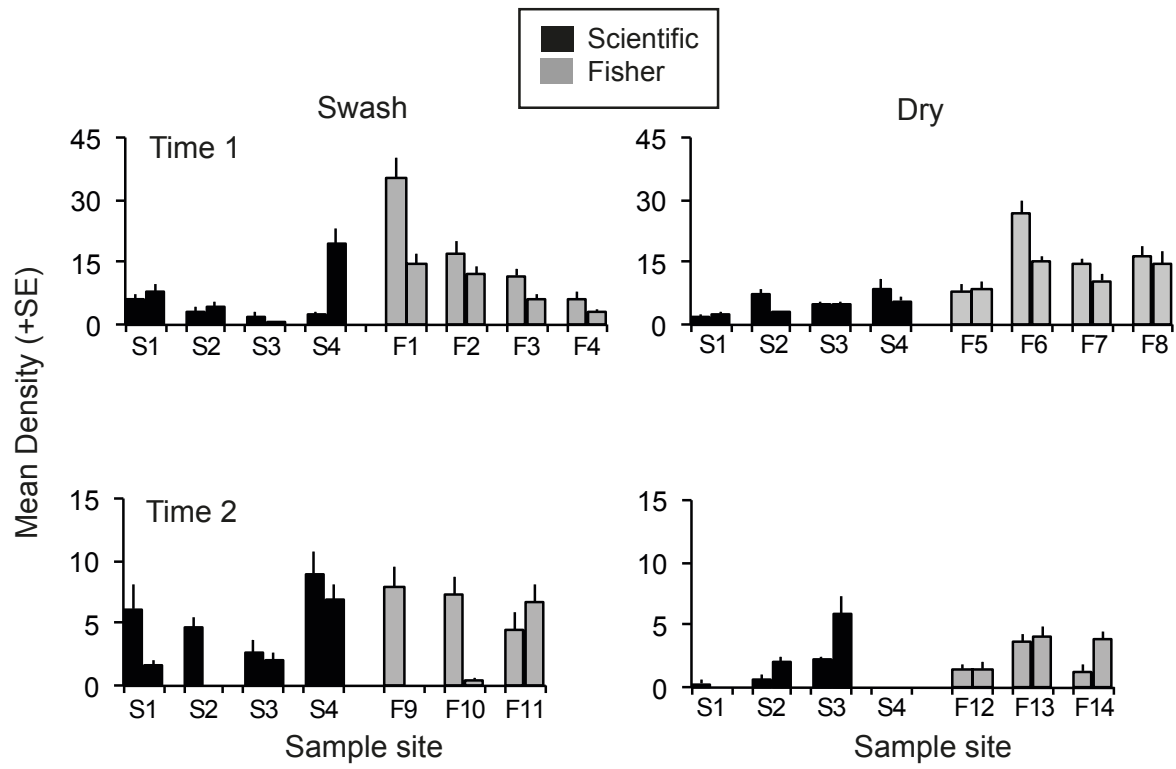 Scientific
Fisher
Swash
Dry
Mean Density (+SE)
Time 1
45
30
15
0
S1 S2 S3 S4 F1 F2 F3 F4
45
30
15
0
S1 S2 S3 S4 F5 F6 F7 F8
Time 2
15
10
5
0
S1 S2 S3 S4 F9 F10 F11
Sample site
15
10
5
0
S1 S2 S3 S4 F12 F13 F14
Sample site